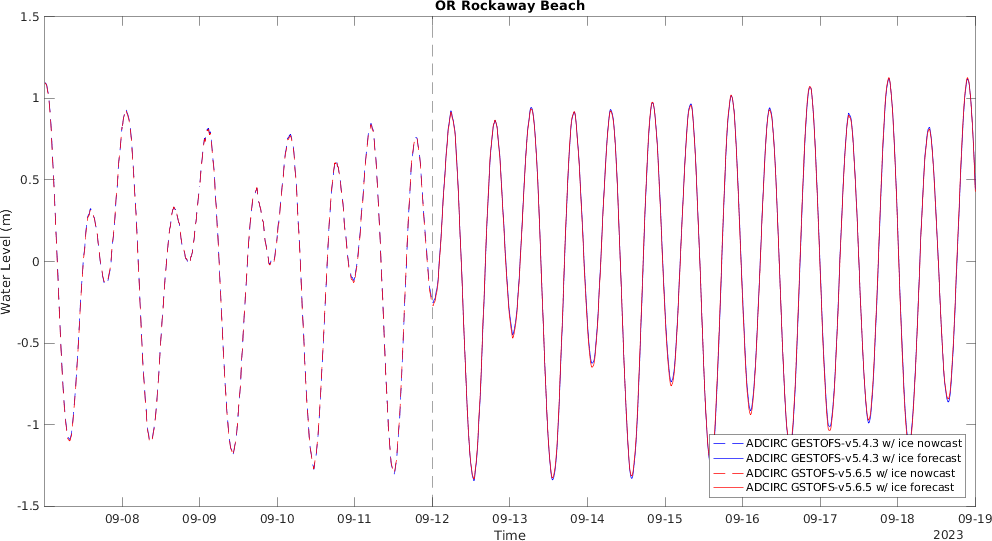 OR Rockaway Beach
1.5
1
0.5
0
-0.5
-1
-1.5
Water Level (m)
ADCIRC GESTOFS-v5.4.3 w/ ice nowcast
ADCIRC GESTOFS-v5.4.3 w/ ice forecast
ADCIRC GSTOFS-v5.6.5 w/ ice nowcast
ADCIRC GSTOFS-v5.6.5 w/ ice forecast
09-08 09-09 09-10 09-11 09-12 09-13 09-14 09-15 09-16 09-17 09-18 09-19
Time
2023